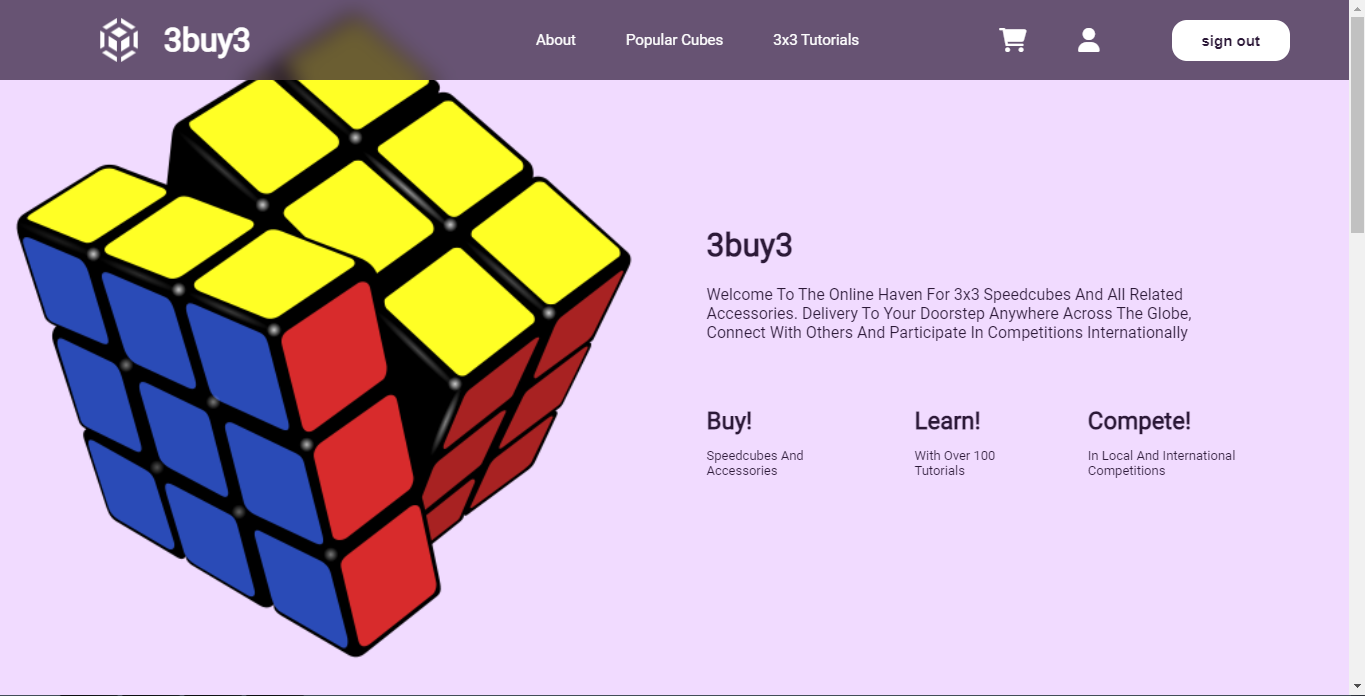 3buy3
About
Popular Cubes
3x3 Tutorials
sign out
3buy3
Welcome To The Online Haven For 3x3 Speedcubes And All Related
Accessories. Delivery To Your Doorstep Anywhere Across The Globe,
Connect With Others And Participate In Competitions Internationally
Buy!
Speedcubes And
Accessories
Learn!
With Over 100
Tutorials
Compete!
In Local And International
Competitions